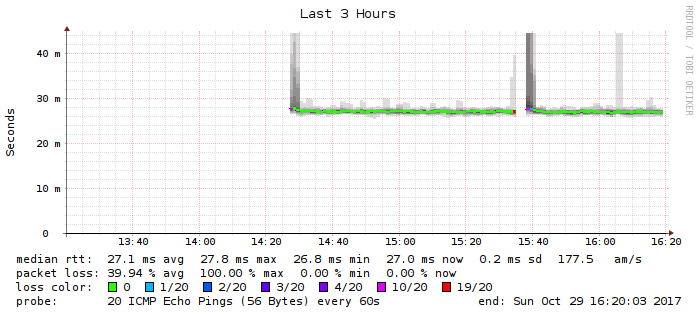 Last 3 Hours
RRDTOOL / TOBI OETIKER
Seconds
40 m
30 m
20 m
10 m
0
13:40 14:00 14:20 14:40 15:00 15:20 15:40 16:00 16:20
median rtt: 27.1 ms avg 27.8 ms max 26.8 ms min 27.0 ms now 0.2 ms sd 177.5 am/s
packet loss: 39.94 % avg 100.00 % max 0.00 % min 0.00 % now
loss color: 0 1/20 2/20 3/20 4/20 10/20 19/20
probe: 20 ICMP Echo Pings (56 Bytes) every 60s end: Sun Oct 29 16:20:03 2017